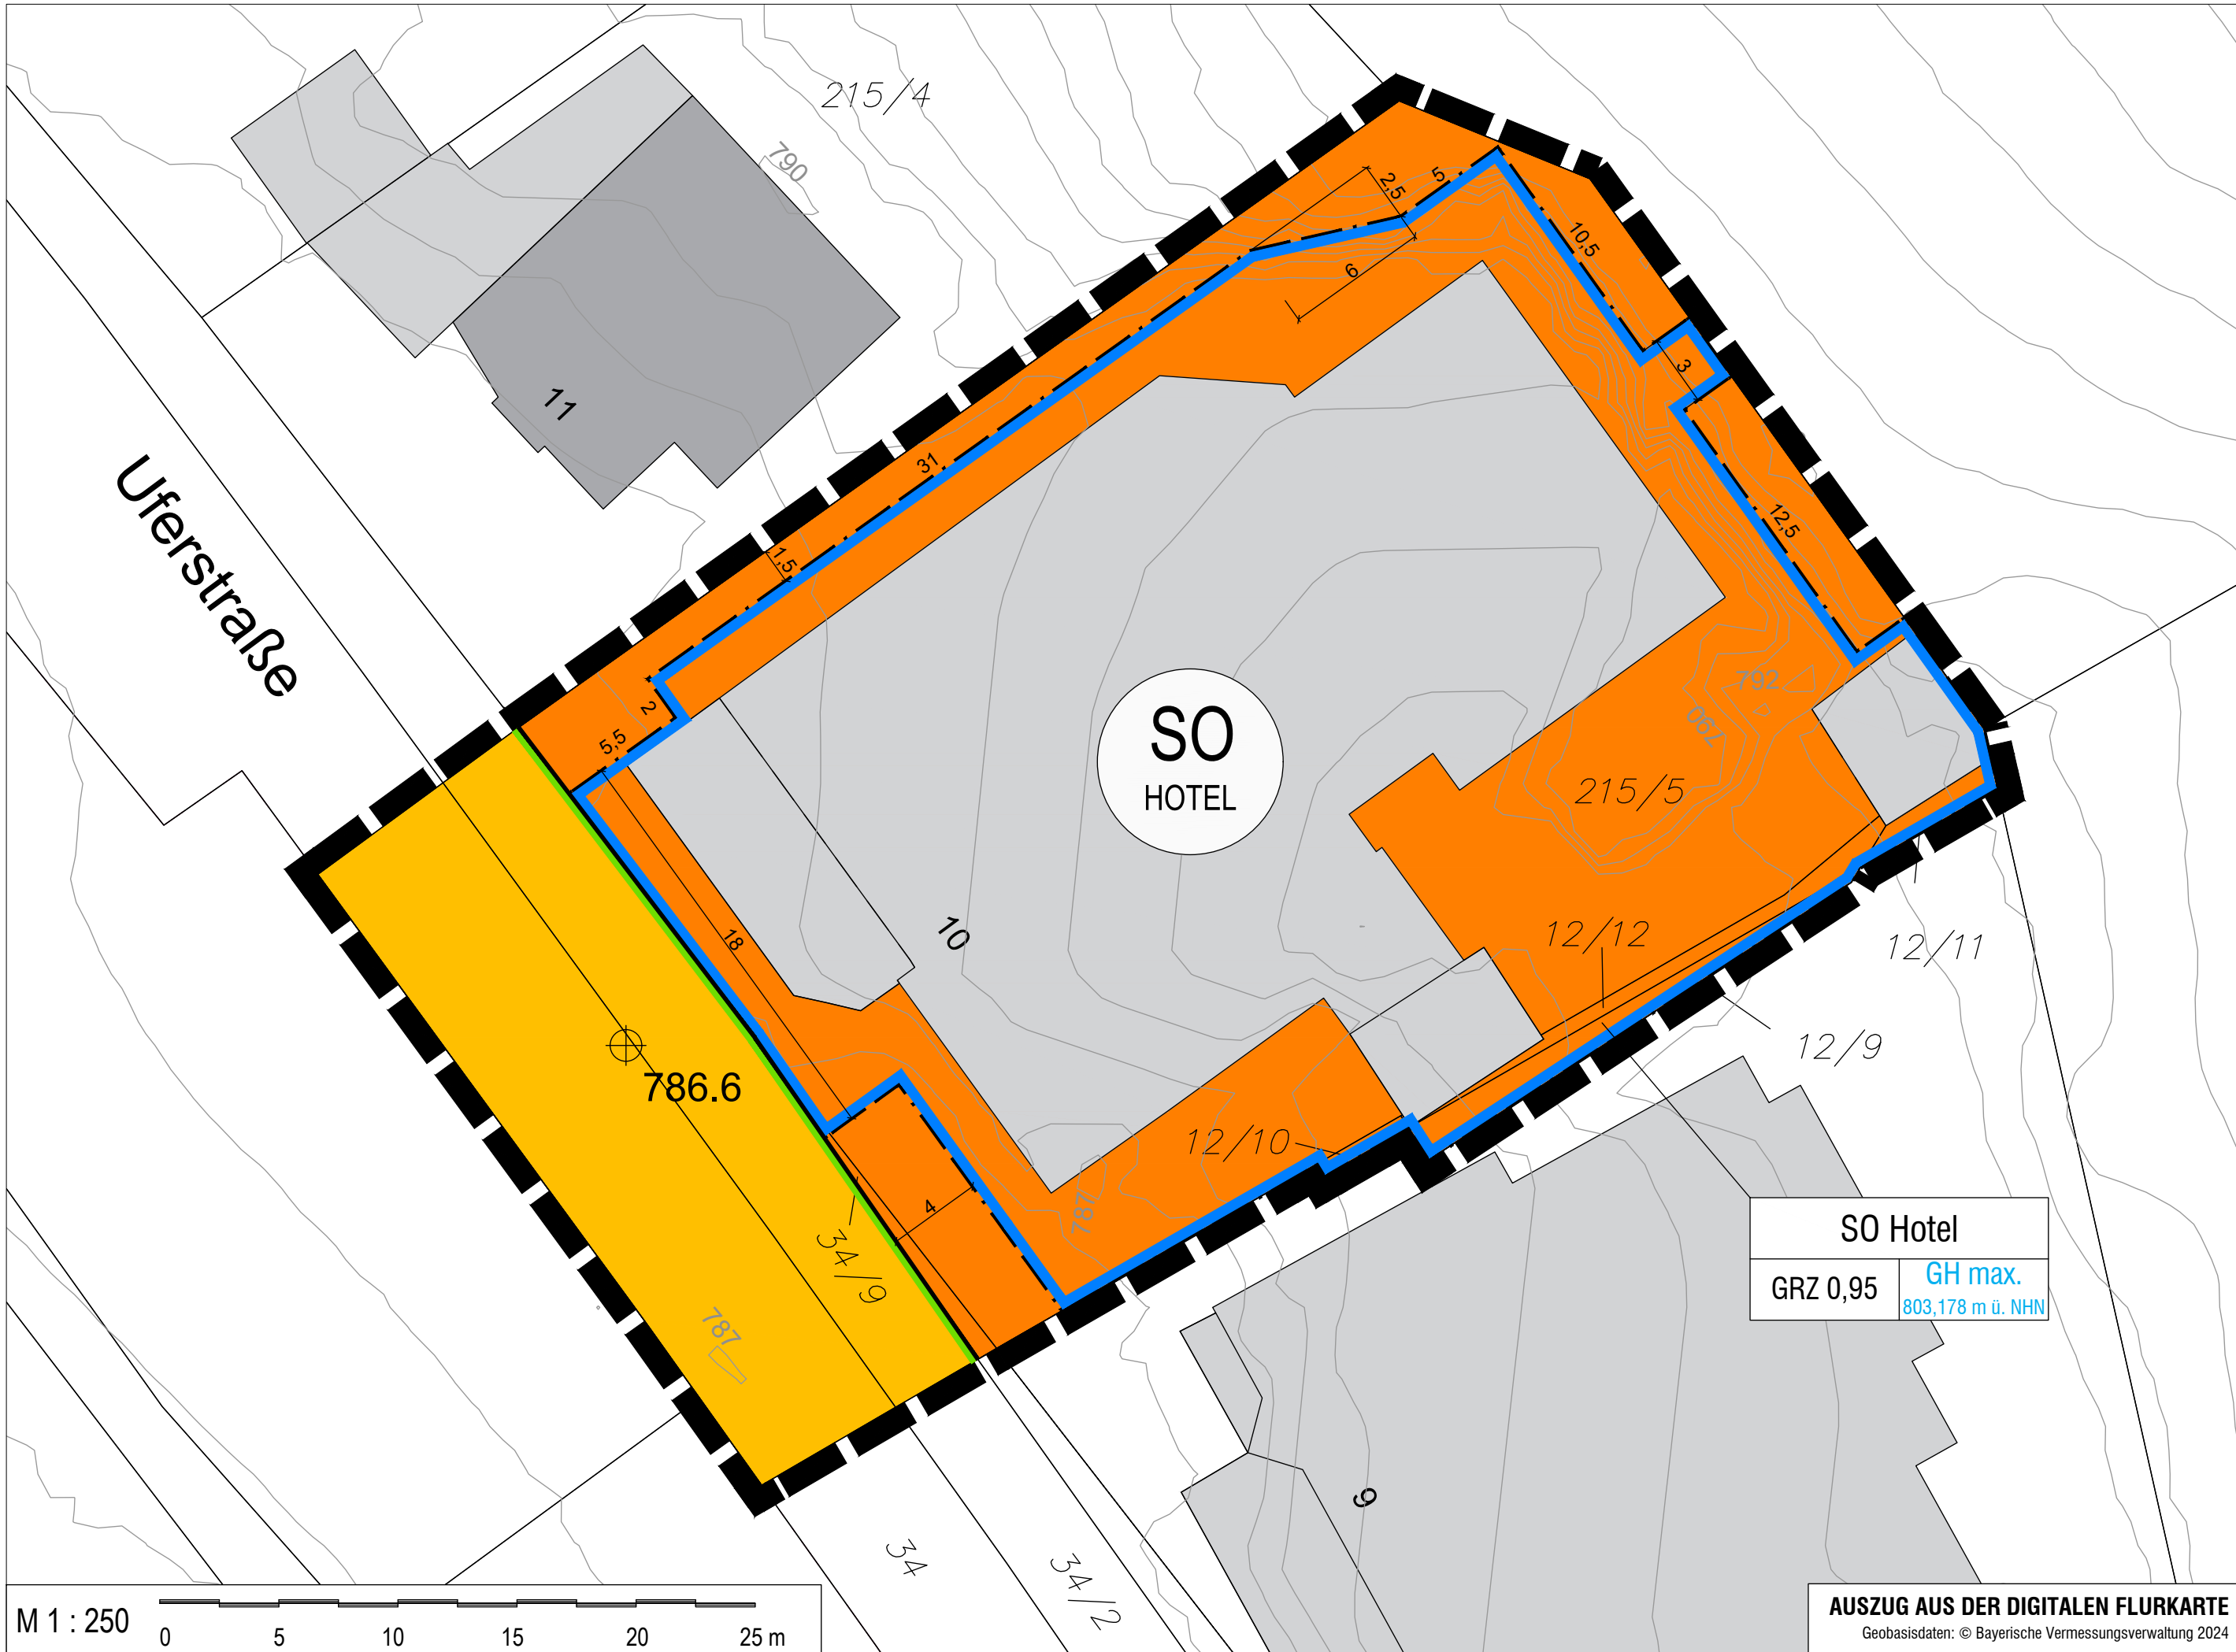 215/4
790
2,5
5
10,5
6
3
11
31
12,5
1,5
Uferstraße
2
5,5
SO
HOTEL
792
790
215/5
18
10
12/12
12/11
12/9
786.6
12/10
4
787
34/9
787
SO Hotel
GRZ 0,95
GH max.
803,178 m ü. NHN
9
34
34/2
M 1 : 250
0 5 10 15 20 25 m
AUSZUG AUS DER DIGITALEN FLURKARTE
Geobasisdaten: © Bayerische Vermessungsverwaltung 2024